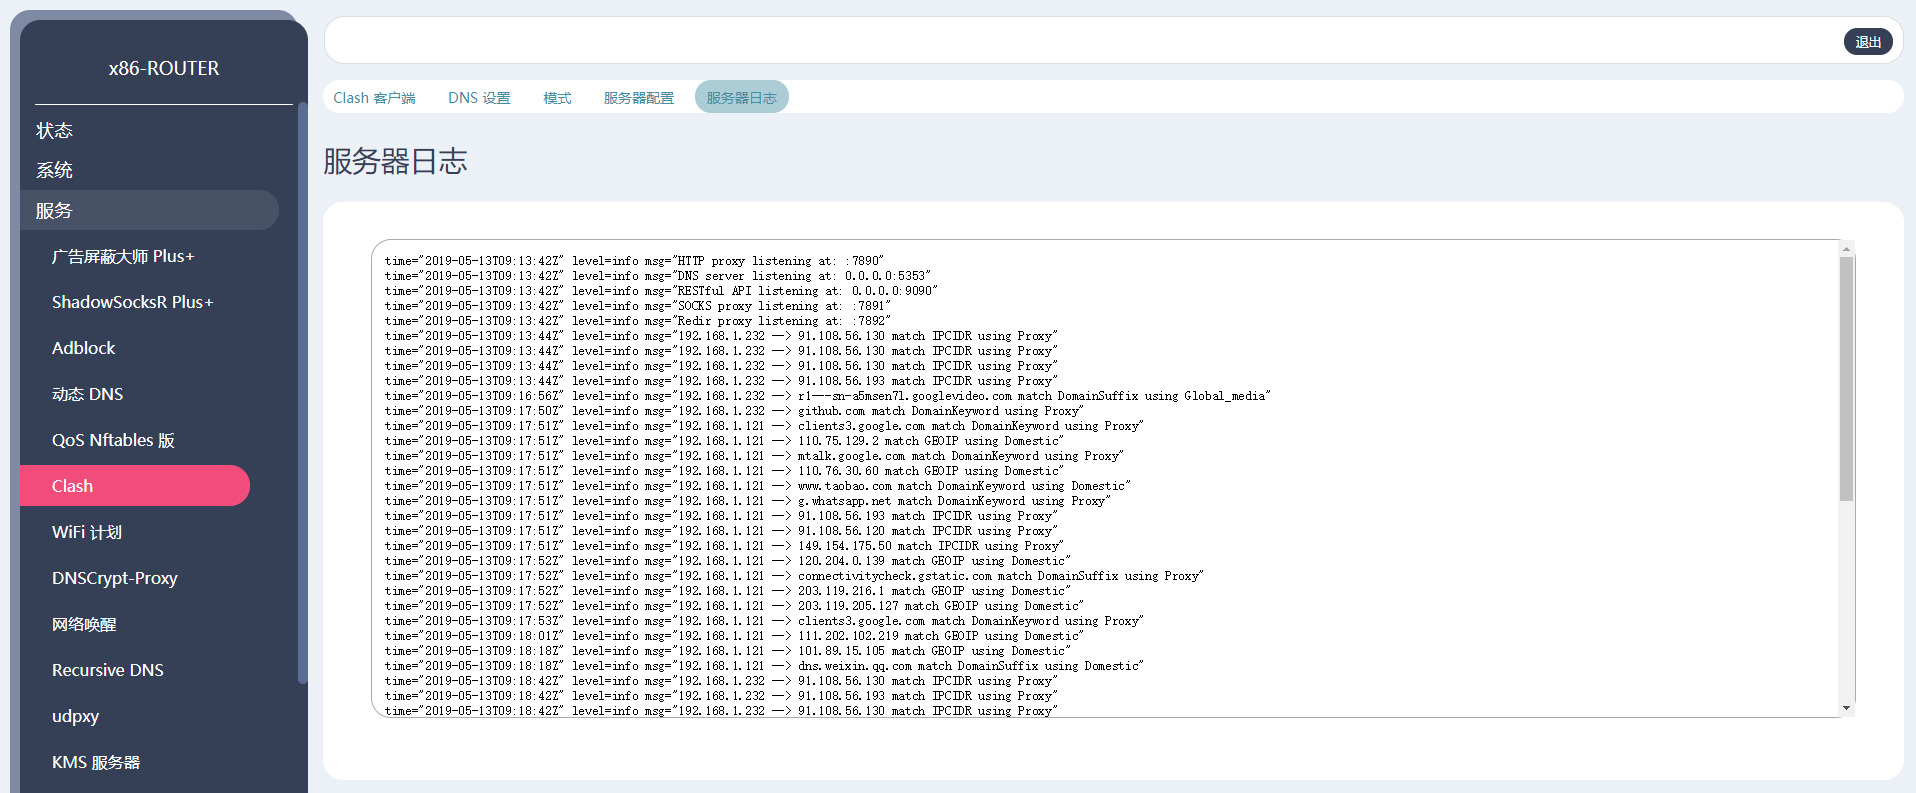 x86-ROUTER
状态
系统
服务
广告屏蔽大师 Plus+
ShadowSocksR Plus+
Adblock
动态 DNS
QoS Nftables 版
Clash
WiFi 计划
DNSCrypt-Proxy
网络唤醒
Recursive DNS
udpxy
KMS 服务器
退出
Clash 客户端 DNS 设置 模式 服务器配置 服务器日志
服务器日志
time="2019-05-13T09:13:42Z" level=info msg="HTTP proxy listening at: :7890"
time="2019-05-13T09:13:42Z" level=info msg="DNS server listening at: 0.0.0.0:5353"
time="2019-05-13T09:13:42Z" level=info msg="RESTful API listening at: 0.0.0.0:9090"
time="2019-05-13T09:13:42Z" level=info msg="SOCKS proxy listening at: :7891"
time="2019-05-13T09:13:42Z" level=info msg="Redir proxy listening at: :7892"
time="2019-05-13T09:13:44Z" level=info msg="192.168.1.232 --> 91.108.56.130 match IPCIDR using Proxy"
time="2019-05-13T09:13:44Z" level=info msg="192.168.1.232 --> 91.108.56.130 match IPCIDR using Proxy"
time="2019-05-13T09:13:44Z" level=info msg="192.168.1.232 --> 91.108.56.130 match IPCIDR using Proxy"
time="2019-05-13T09:13:44Z" level=info msg="192.168.1.232 --> 91.108.56.193 match IPCIDR using Proxy"
time="2019-05-13T09:16:56Z" level=info msg="192.168.1.232 --> r1---sn-a5msen7l.googlevideo.com match DomainSuffix using Global_media"
time="2019-05-13T09:17:50Z" level=info msg="192.168.1.232 --> github.com match DomainKeyword using Proxy"
time="2019-05-13T09:17:51Z" level=info msg="192.168.1.121 --> clients3.google.com match DomainKeyword using Proxy"
time="2019-05-13T09:17:51Z" level=info msg="192.168.1.121 --> 110.75.129.2 match GEOIP using Domestic"
time="2019-05-13T09:17:51Z" level=info msg="192.168.1.121 --> mtalk.google.com match DomainKeyword using Proxy"
time="2019-05-13T09:17:51Z" level=info msg="192.168.1.121 --> 110.76.30.60 match GEOIP using Domestic"
time="2019-05-13T09:17:51Z" level=info msg="192.168.1.121 --> www.taobao.com match DomainKeyword using Domestic"
time="2019-05-13T09:17:51Z" level=info msg="192.168.1.121 --> g.whatsapp.net match DomainKeyword using Proxy"
time="2019-05-13T09:17:51Z" level=info msg="192.168.1.121 --> 91.108.56.193 match IPCIDR using Proxy"
time="2019-05-13T09:17:51Z" level=info msg="192.168.1.121 --> 91.108.56.120 match IPCIDR using Proxy"
time="2019-05-13T09:17:51Z" level=info msg="192.168.1.121 --> 149.154.175.50 match IPCIDR using Proxy"
time="2019-05-13T09:17:52Z" level=info msg="192.168.1.121 --> 120.204.0.139 match GEOIP using Domestic"
time="2019-05-13T09:17:52Z" level=info msg="192.168.1.121 --> connectivitycheck.gstatic.com match DomainSuffix using Proxy"
time="2019-05-13T09:17:52Z" level=info msg="192.168.1.121 --> 203.119.216.1 match GEOIP using Domestic"
time="2019-05-13T09:17:52Z" level=info msg="192.168.1.121 --> 203.119.205.127 match GEOIP using Domestic"
time="2019-05-13T09:17:53Z" level=info msg="192.168.1.121 --> clients3.google.com match DomainKeyword using Proxy"
time="2019-05-13T09:18:01Z" level=info msg="192.168.1.121 --> 111.202.102.219 match GEOIP using Domestic"
time="2019-05-13T09:18:18Z" level=info msg="192.168.1.121 --> 101.89.15.105 match GEOIP using Domestic"
time="2019-05-13T09:18:18Z" level=info msg="192.168.1.121 --> dns.weixin.qq.com match DomainSuffix using Domestic"
time="2019-05-13T09:18:42Z" level=info msg="192.168.1.232 --> 91.108.56.130 match IPCIDR using Proxy"
time="2019-05-13T09:18:42Z" level=info msg="192.168.1.232 --> 91.108.56.193 match IPCIDR using Proxy"
time="2019-05-13T09:18:42Z" level=info msg="192.168.1.232 --> 91.108.56.130 match IPCIDR using Proxy"